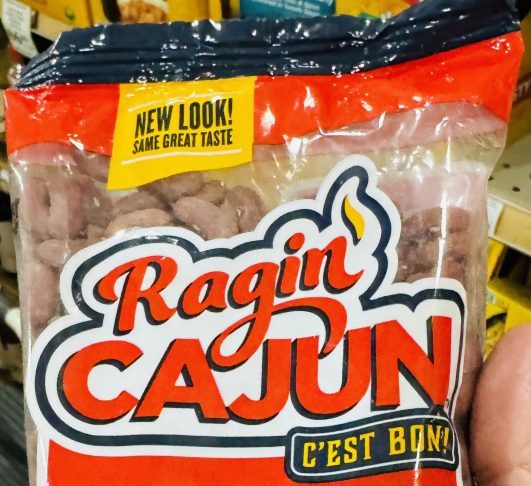 NEW LOOK!
SAME GREAT TASTE
Ragin'
CAJUN
C'EST BON!